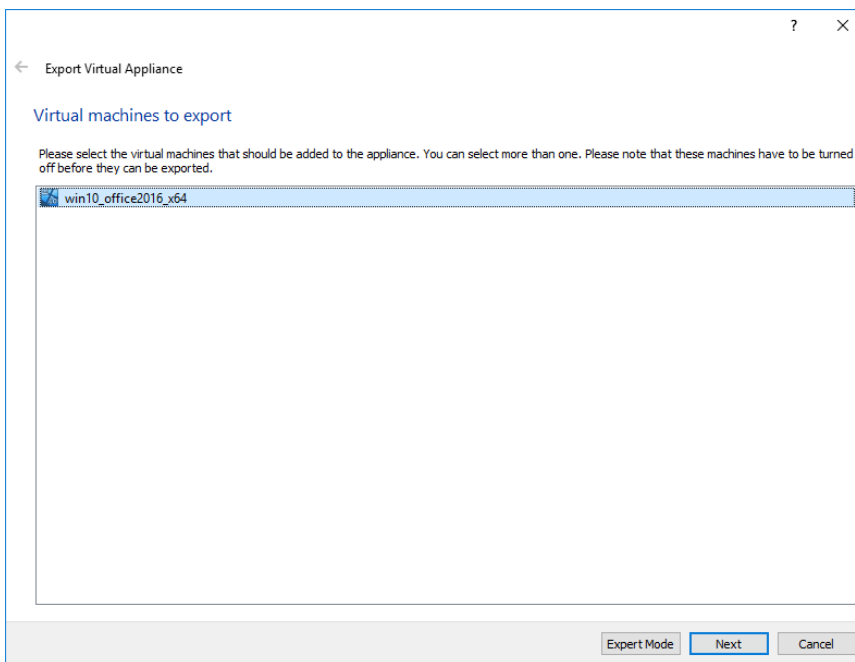 ?
Export Virtual Appliance
Virtual machines to export
Please select the virtual machines that should be added to the appliance. You can select more than one. Please note that these machines have to be turned
off before they can be exported.
win10_office2016_x64
Expert Mode Next Cancel